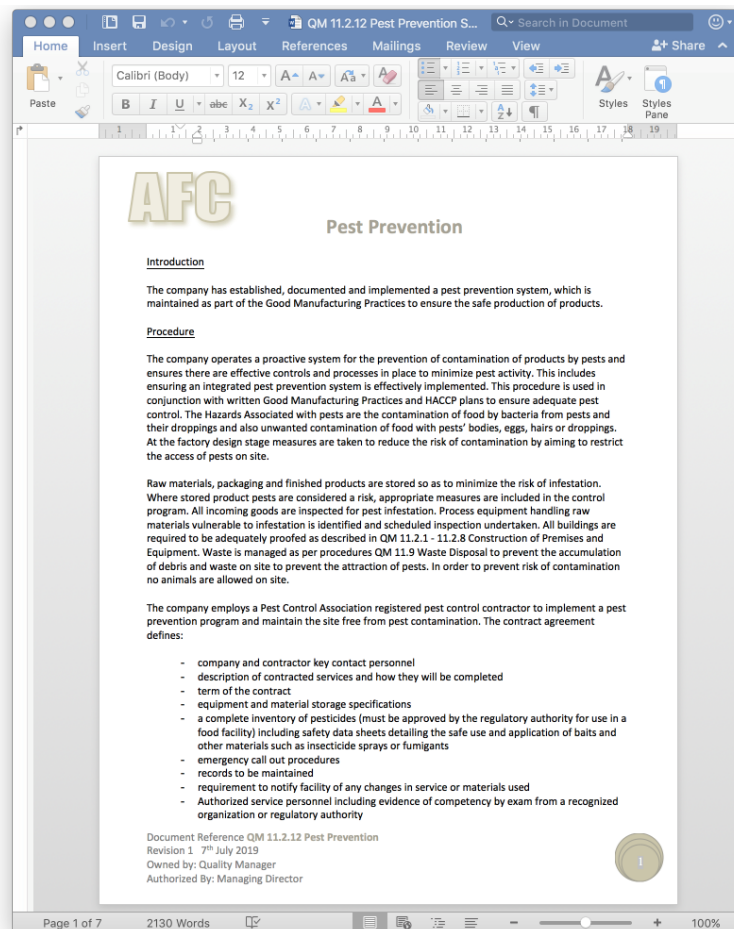 QM 11.2.12 Pest Prevention S...
Search in Document
Home Insert Design Layout References Mailings Review View Share
Paste
Calibri (Body) 12
B I U abc X2 X2 A A
Styles Styles Pane
1 1 2 3 4 5 6 7 8 9 10 11 12 13 14 15 16 17 18 19
AFC
Pest Prevention
Introduction
The company has established, documented and implemented a pest prevention system, which is
maintained as part of the Good Manufacturing Practices to ensure the safe production of products.
Procedure
The company operates a proactive system for the prevention of contamination of products by pests and
ensures there are effective controls and processes in place to minimize pest activity. This includes
ensuring an integrated pest prevention system is effectively implemented. This procedure is used in
conjunction with written Good Manufacturing Practices and HACCP plans to ensure adequate pest
control. The Hazards Associated with pests are the contamination of food by bacteria from pests and
their droppings and also unwanted contamination of food with pests' bodies, eggs, hairs or droppings.
At the factory design stage measures are taken to reduce the risk of contamination by aiming to restrict
the access of pests on site.
Raw materials, packaging and finished products are stored so as to minimize the risk of infestation.
Where stored product pests are considered a risk, appropriate measures are included in the control
program. All incoming goods are inspected for pest infestation. Process equipment handling raw
materials vulnerable to infestation is identified and scheduled inspection undertaken. All buildings are
required to be adequately proofed as described in QM 11.2.1 - 11.2.8 Construction of Premises and
Equipment. Waste is managed as per procedures QM 11.9 Waste Disposal to prevent the accumulation
of debris and waste on site to prevent the attraction of pests. In order to prevent risk of contamination
no animals are allowed on site.
The company employs a Pest Control Association registered pest control contractor to implement a pest
prevention program and maintain the site free from pest contamination. The contract agreement
defines:
- company and contractor key contact personnel
- description of contracted services and how they will be completed
- term of the contract
- equipment and material storage specifications
- a complete inventory of pesticides (must be approved by the regulatory authority for use in a
food facility) including safety data sheets detailing the safe use and application of baits and
other materials such as insecticide sprays or fumigants
- emergency call out procedures
- records to be maintained
- requirement to notify facility of any changes in service or materials used
- Authorized service personnel including evidence of competency by exam from a recognized
organization or regulatory authority
Document Reference QM 11.2.12 Pest Prevention
Revision 1 7th July 2019
Owned by: Quality Manager
Authorized By: Managing Director
1
Page 1 of 7 2130 Words 100%